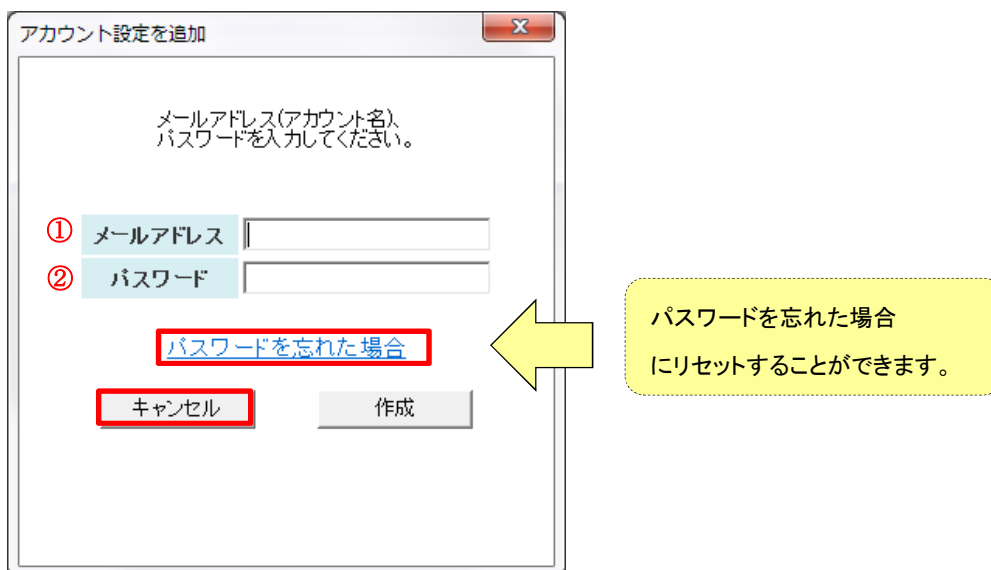 アカウント設定を追加
x
メールアドレス(アカウント名)、
パスワードを入力してください。
① メールアドレス
② パスワード
パスワードを忘れた場合
キャンセル 作成
パスワードを忘れた場合
にリセットすることができます。